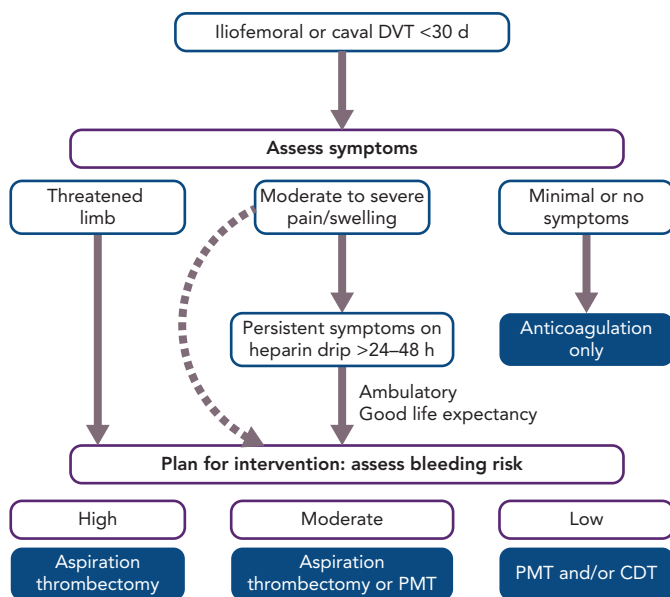 Iliofemoral or caval DVT <30 d
Assess symptoms
Threatened
limb
Moderate to severe
pain/swelling
Minimal or no
symptoms
Persistent symptoms on
heparin drip >24–48 h
Anticoagulation
only
Ambulatory
Good life expectancy
Plan for intervention: assess bleeding risk
High
Moderate
Low
Aspiration
thrombectomy
Aspiration
thrombectomy or PMT
PMT and/or CDT